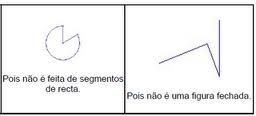 Pois não é feita de segmentos
de recta.
Pois não é uma figura fechada.